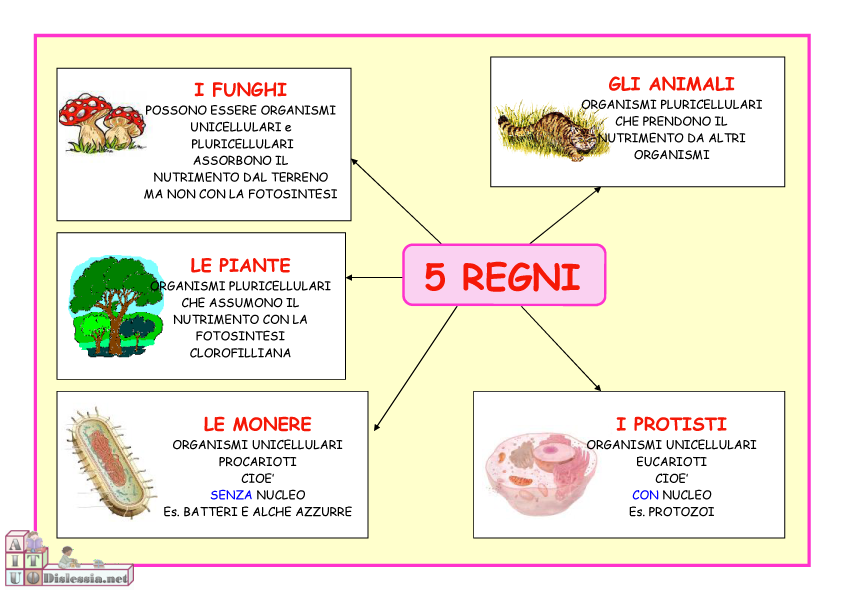 I FUNGHI
POSSONO ESSERE ORGANISMI
UNICELLULARI e
PLURICELLULARI
ASSORBONO IL
NUTRIMENTO DAL TERRENO
MA NON CON LA FOTOSINTESI
GLI ANIMALI
ORGANISMI PLURICELLULARI
CHE PRENDONO IL
NUTRIMENTO DA ALTRI
ORGANISMI
5 REGNI
LE PIANTE
ORGANISMI PLURICELLULARI
CHE ASSUMONO IL
NUTRIMENTO CON LA
FOTOSINTESI
CLOROFILLIANA
LE MONERE
ORGANISMI UNICELLULARI
PROCARIOTI
CIOE'
SENZA NUCLEO
Es. BATTERI E ALCHE AZZURRE
I PROTISTI
ORGANISMI UNICELLULARI
EUCARIOTI
CIOE'
CON NUCLEO
Es. PROTOZOI
AIUTO
Dislessia.net